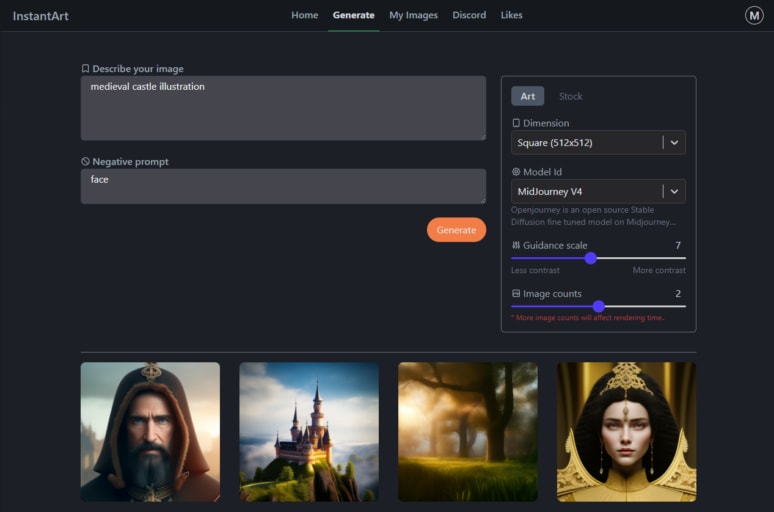 InstantArt
Home Generate My Images Discord Likes
M
Describe your image
medieval castle illustration
Negative prompt
face
Generate
Art Stock
Dimension
Square (512x512)
Model Id
MidJourney V4
Openjourney is an open source Stable
Diffusion fine tuned model on Midjourney...
Guidance scale 7
Less contrast More contrast
Image counts 2
* More image counts will affect rendering time..